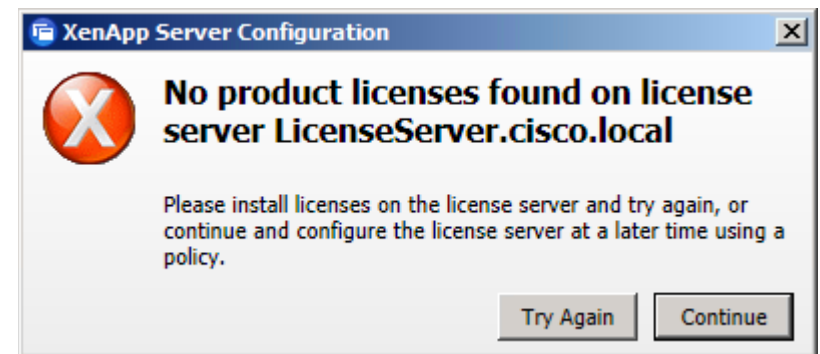 XenApp Server Configuration
No product licenses found on license
server LicenseServer.cisco.local
Please install licenses on the license server and try again, or
continue and configure the license server at a later time using a
policy.
Try Again
Continue